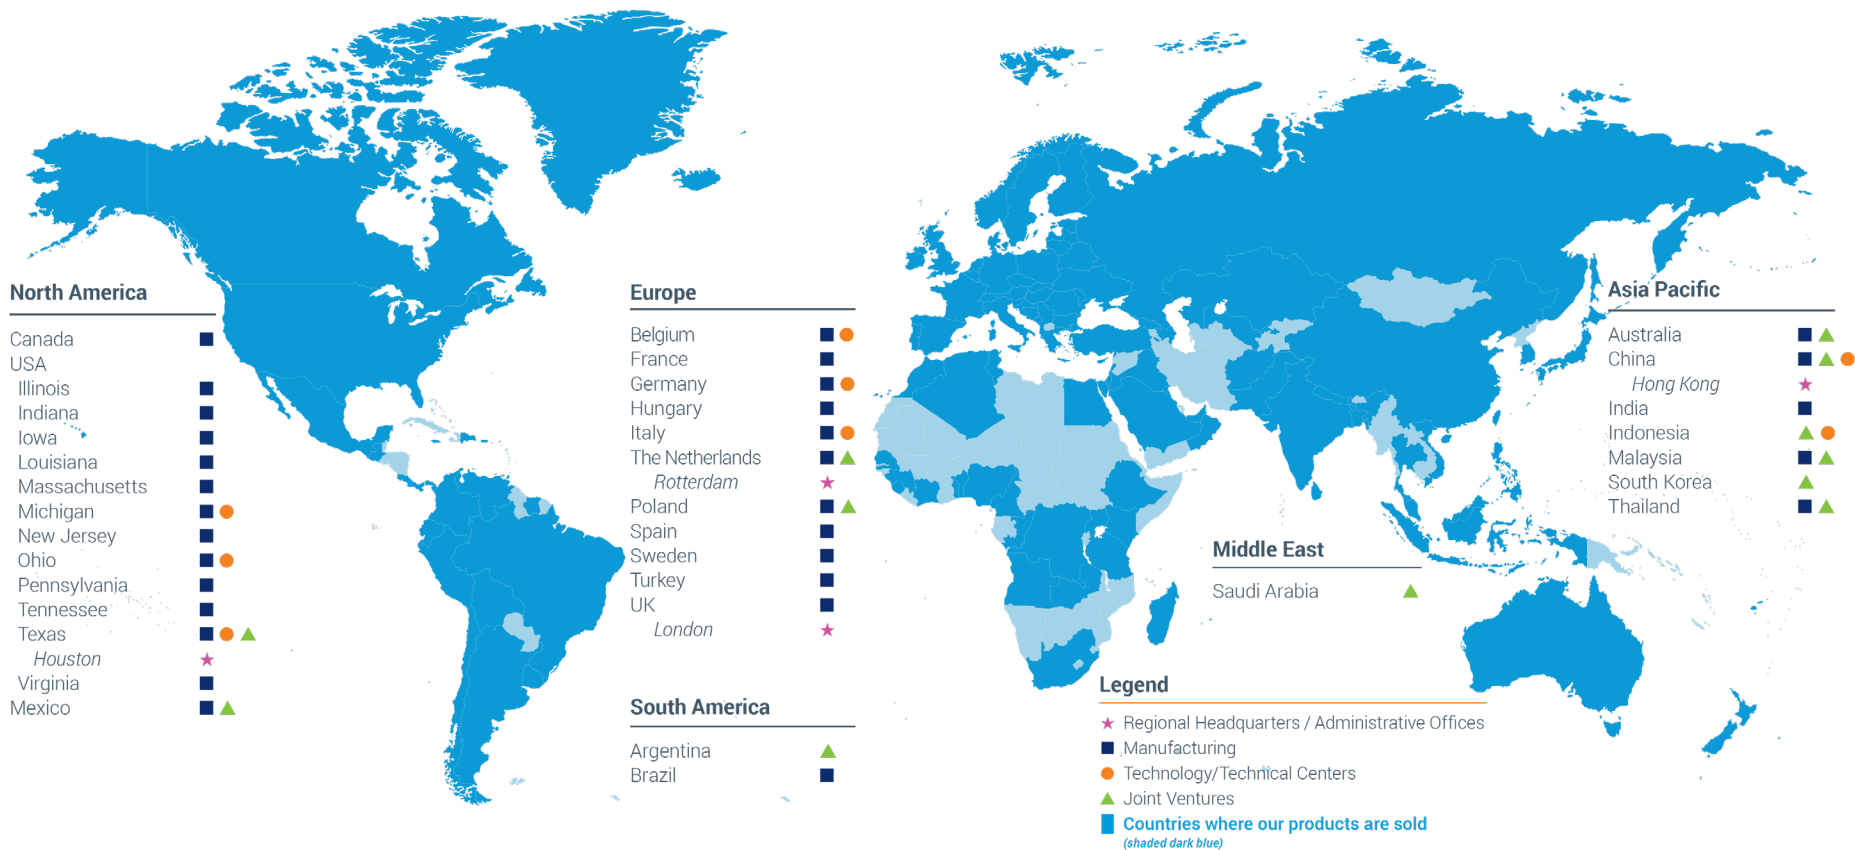 North America
Canada
USA
Illinois
Indiana
Iowa
Louisiana
Massachusetts
Michigan
New Jersey
Ohio
Pennsylvania
Tennessee
Texas
Houston
Virginia
Mexico
Europe
Belgium
France
Germany
Hungary
Italy
The Netherlands
Rotterdam
Poland
Spain
Sweden
Turkey
UK
London
South America
Argentina
Brazil
Middle East
Saudi Arabia
Asia Pacific
Australia
China
Hong Kong
India
Indonesia
Malaysia
South Korea
Thailand
Legend
Regional Headquarters / Administrative Offices
Manufacturing
Technology/Technical Centers
Joint Ventures
Countries where our products are sold
(shaded dark blue)